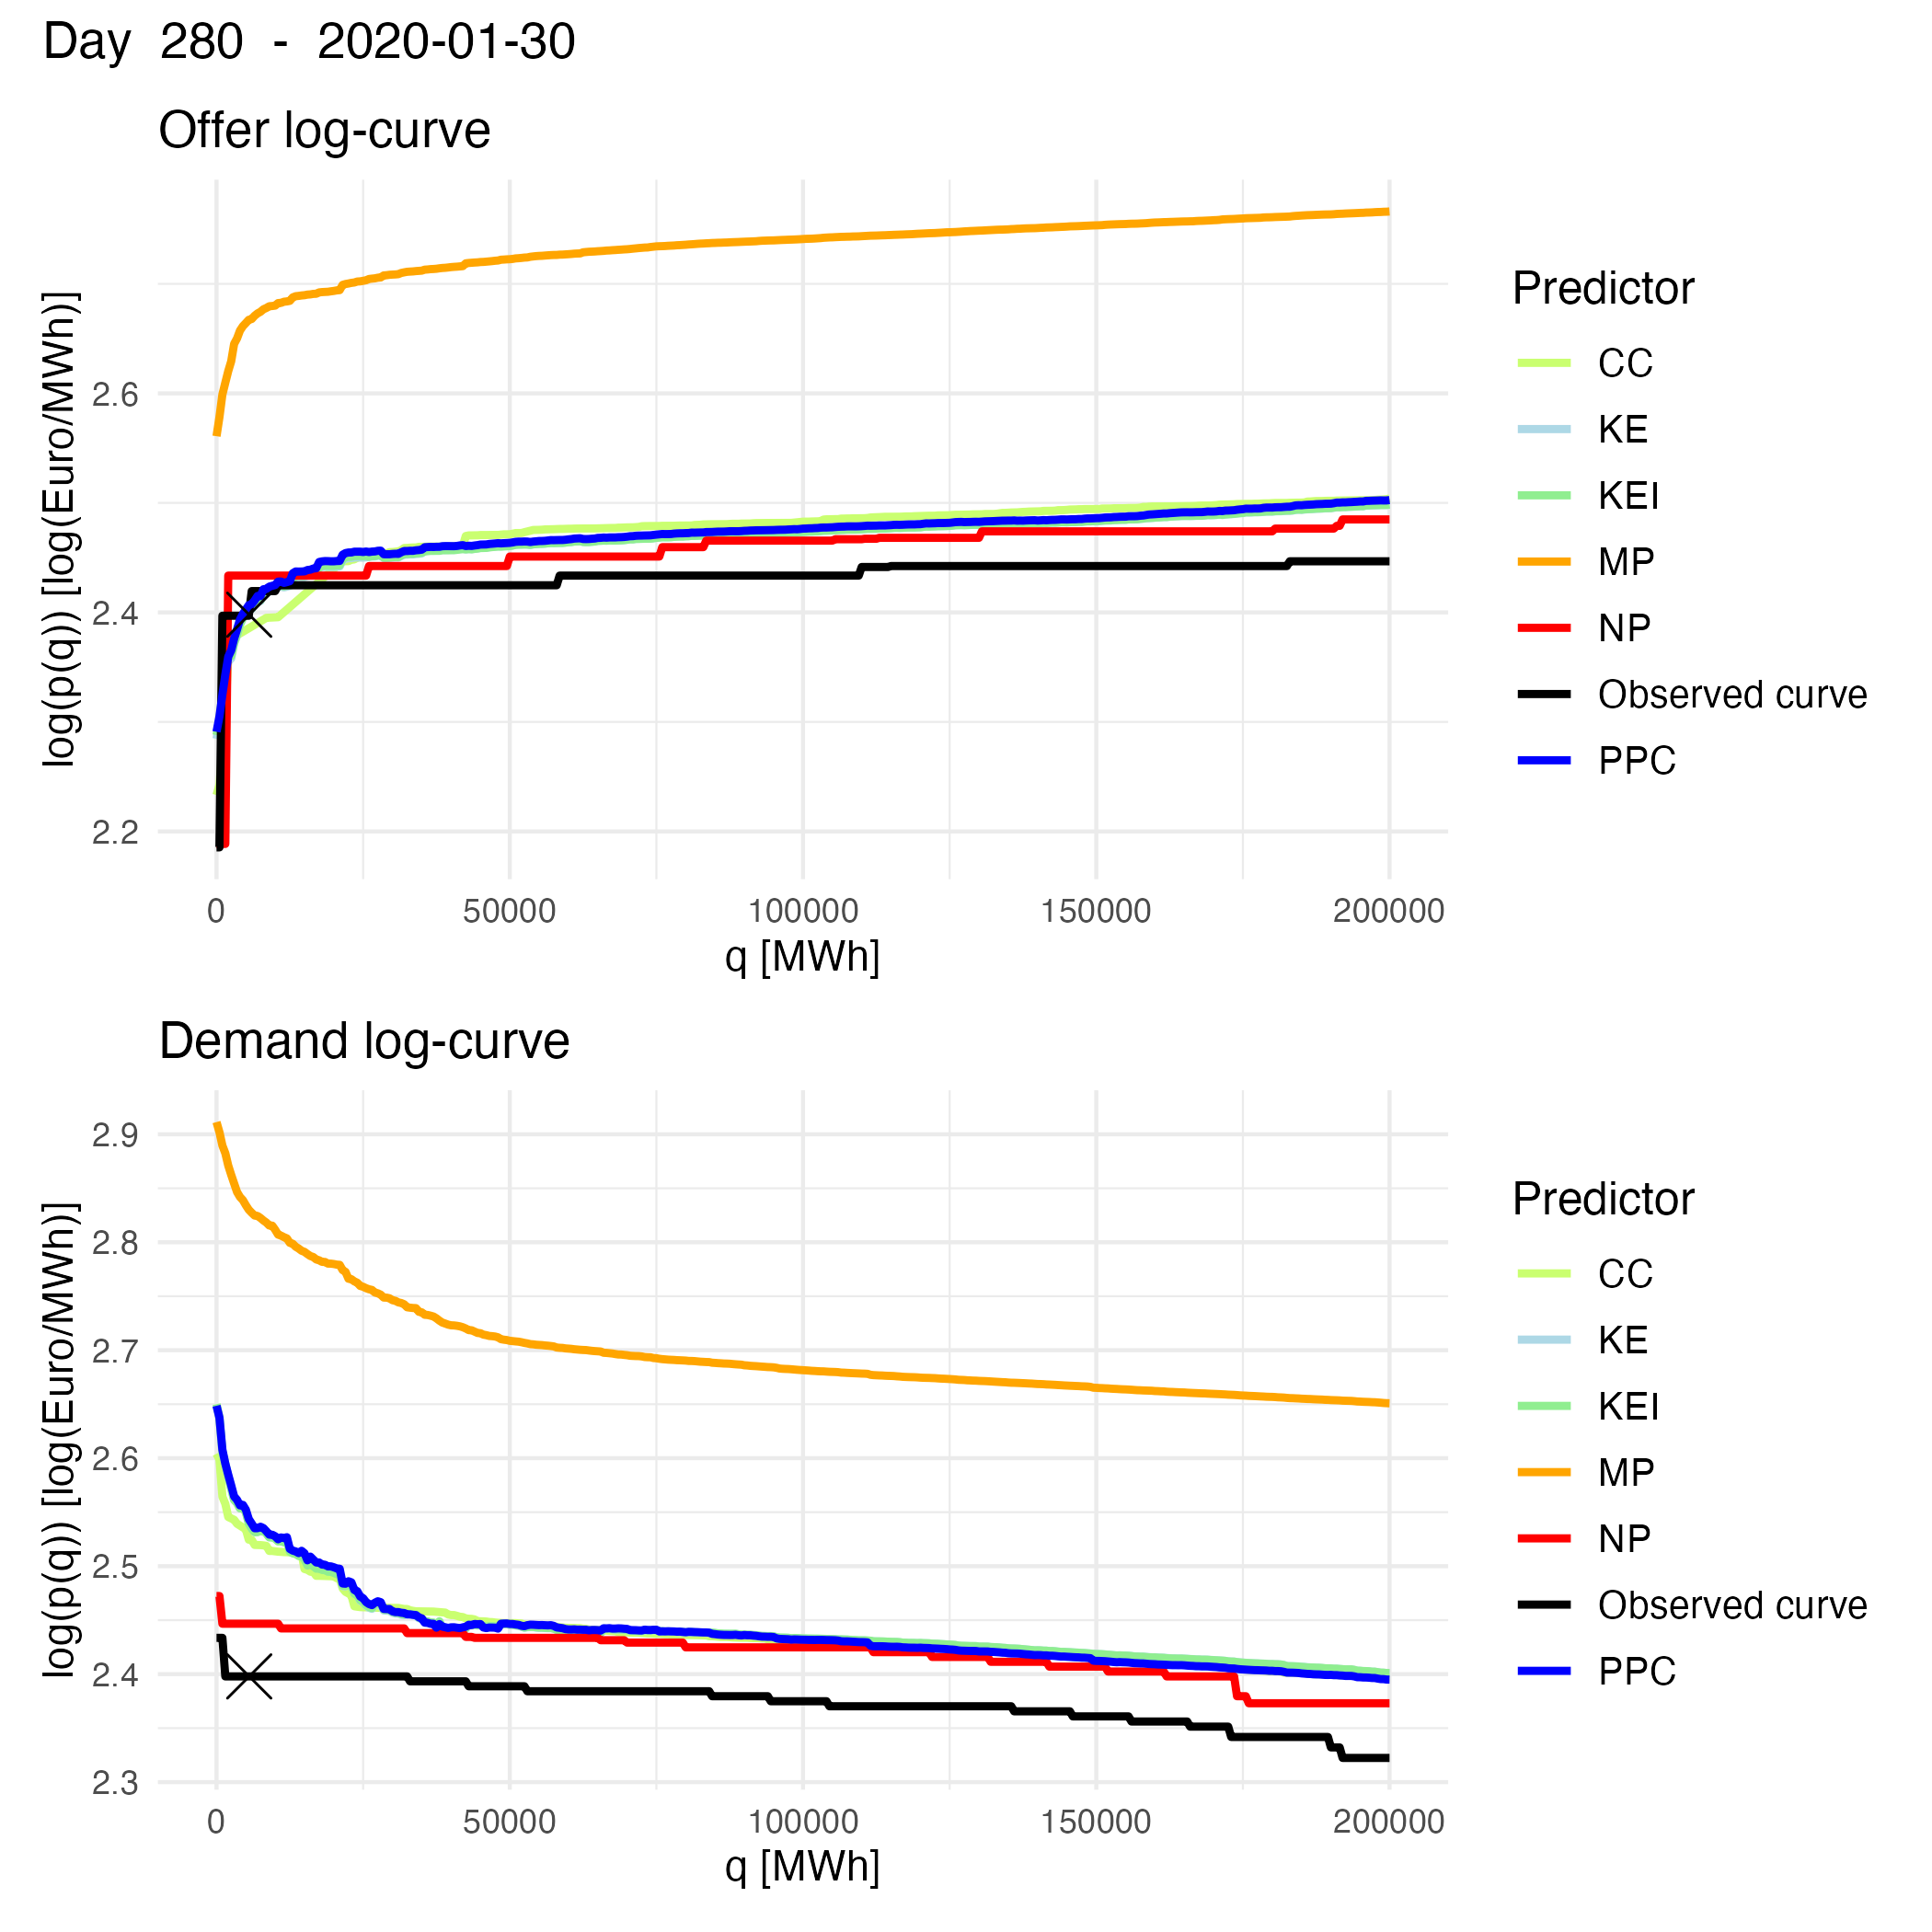 Day 280 - 2020-01-30
Offer log-curve
log(p(q)) [log(Euro/MWh)]
2.6
2.4
2.2
0 50000 100000 150000 200000
q [MWh]
Predictor
CC
KE
KEI
MP
NP
Observed curve
PPC
Demand log-curve
log(p(q)) [log(Euro/MWh)]
2.9
2.8
2.7
2.6
2.5
2.4
2.3
0 50000 100000 150000 200000
q [MWh]
Predictor
CC
KE
KEI
MP
NP
Observed curve
PPC